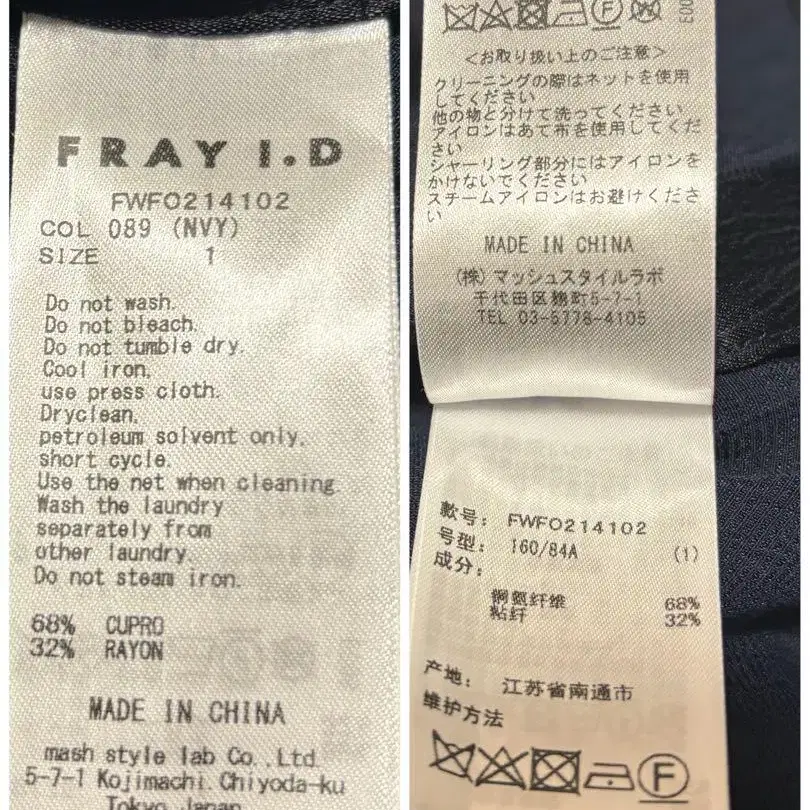 FRAY I.D
FWFO214102
COL 089 (NVY)
SIZE 1
Do not wash.
Do not bleach.
Do not tumble dry.
Cool iron.
use press cloth.
Dryclean.
petroleum solvent only.
short cycle.
Use the net when cleaning.
Wash the laundry
separately from
other laundry.
Do not steam iron.
68% CUPRO
32% RAYON
MADE IN CHINA
mash style lab Co.,Ltd.
5-7-1 Kojimachi.Chiyoda-ku
Tokyo Japan
F
<お取り扱い上のご注意>
クリーニングの際はネットを使用
してください
他の物と分けて洗ってください
アイロンはあて布を使用してくだ
さい
シャーリング部分にはアイロンを
かけないでください
スチームアイロンはお避けくださ
い
MADE IN CHINA
(株)マッシュスタイルラボ
千代田区麹町5-7-1
TEL 03-5778-4105
款号: FWFO214102
号型: 160/84A (1)
成分:
铜氨纤维 68%
粘纤 32%
产地: 江苏省南通市
维护方法
F